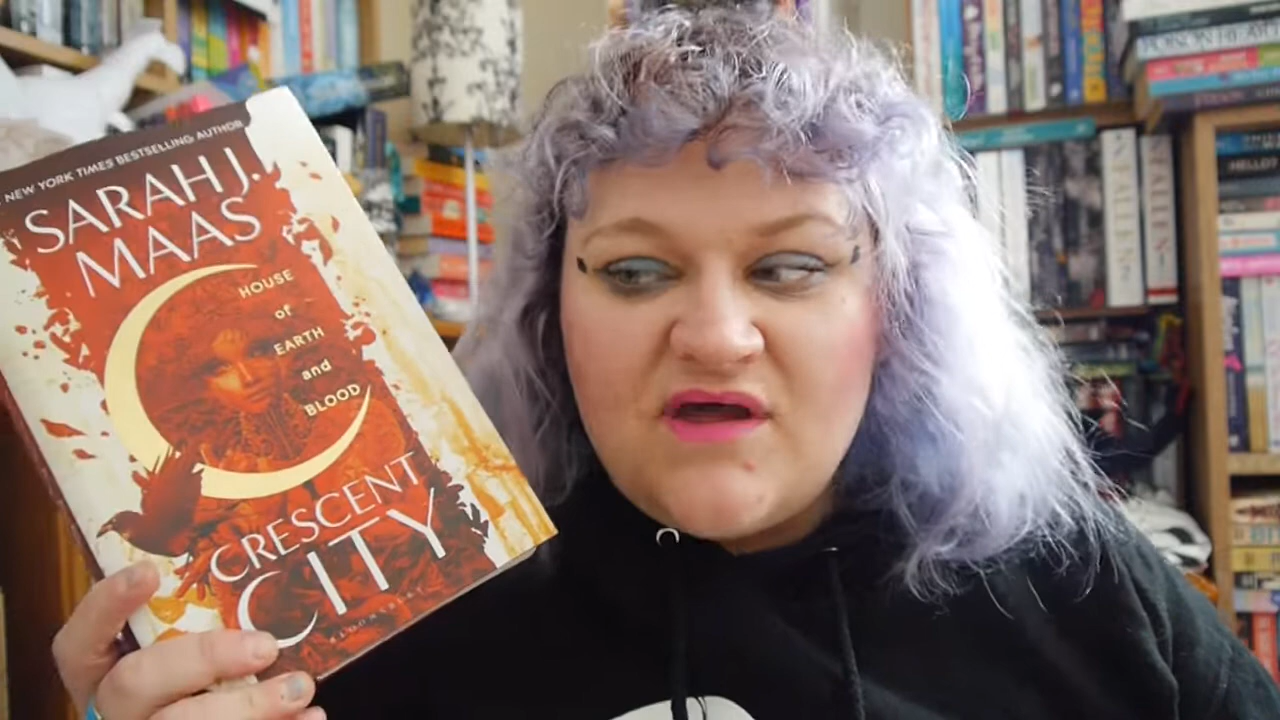 NEW YORK TIMES BESTSELLING AUTHOR
SARAH J.
MAAS
HOUSE
of
EARTH
and
BLOOD
CRESCENT
CITY